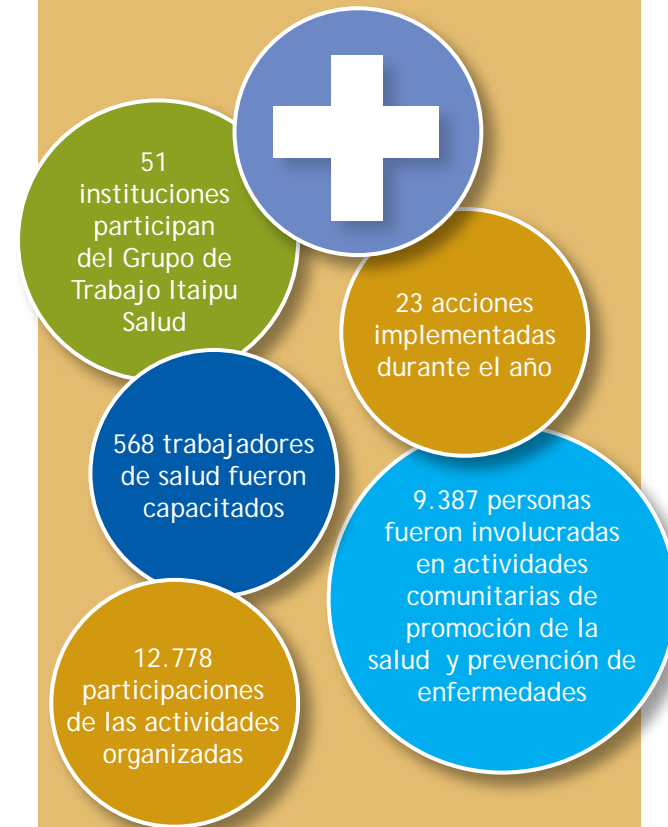 51
instituciones
participan
del Grupo de
Trabajo Itaipu
Salud
23 acciones
implementadas
durante el año
568 trabajadores
de salud fueron
capacitados
9.387 personas
fueron involucradas
en actividades
comunitarias de
promoción de la
salud y prevención de
enfermedades
12.778
participaciones
de las actividades
organizadas